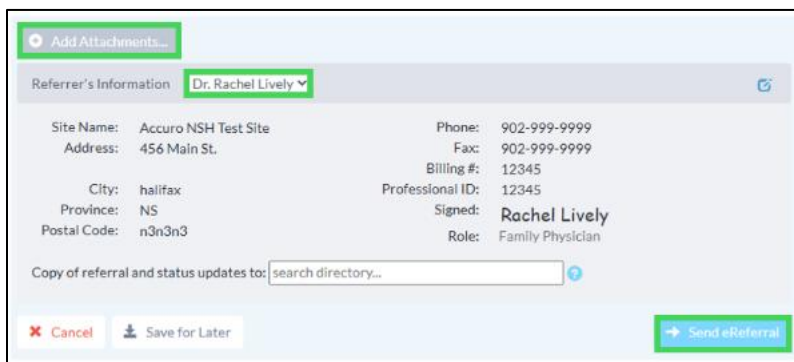 Add Attachments...
Referrer's Information Dr. Rachel Lively
Site Name: Accuro NSH Test Site
Address: 456 Main St.
City: halifax
Province: NS
Postal Code: n3n3n3
Phone: 902-999-9999
Fax: 902-999-9999
Billing #: 12345
Professional ID: 12345
Signed: Rachel Lively
Role: Family Physician
Copy of referral and status updates to: search directory... ?
Cancel Save for Later Send eReferral